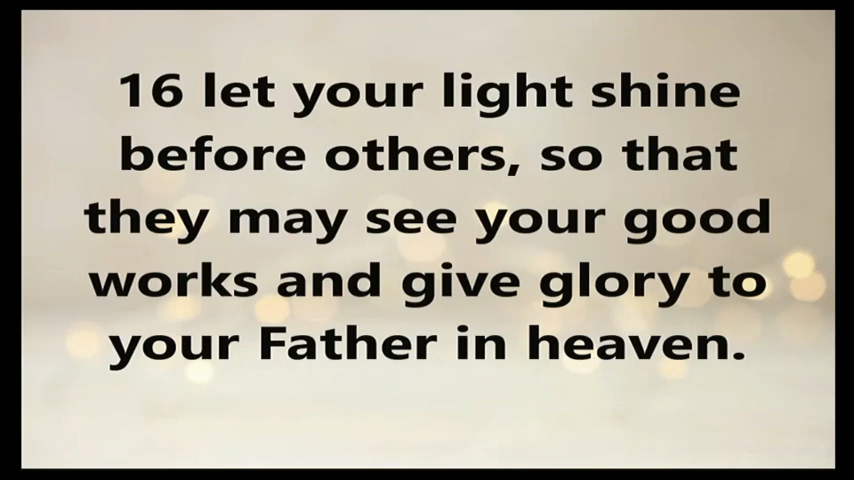 16 let your light shine
before others, so that
they may see your good
works and give glory to
your Father in heaven.